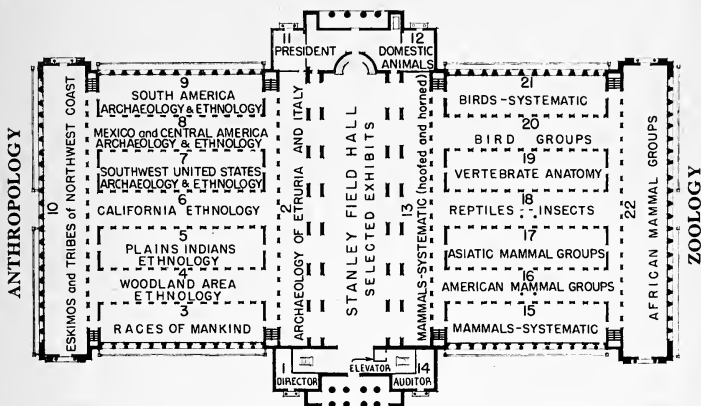 ANTHROPOLOGY
10
ESKIMOS and TRIBES of NORTHWEST COAST
9
SOUTH AMERICA
ARCHAEOLOGY & ETHNOLOGY
8
MEXICO and CENTRAL AMERICA
ARCHAEOLOGY & ETHNOLOGY
7
SOUTHWEST UNITED STATES
ARCHAEOLOGY & ETHNOLOGY
6
CALIFORNIA ETHNOLOGY
5
PLAINS INDIANS
ETHNOLOGY
4
WOODLAND AREA
ETHNOLOGY
3
RACES OF MANKIND
2
ARCHAEOLOGY OF ETRURIA AND ITALY
11
PRESIDENT
12
DOMESTIC
ANIMALS
STANLEY FIELD HALL
SELECTED EXHIBITS
1
DIRECTOR
ELEVATOR
14
AUDITOR
13
MAMMALS-SYSTEMATIC (hoofed and horned)
21
BIRDS-SYSTEMATIC
20
BIRD GROUPS
19
VERTEBRATE ANATOMY
18
REPTILES - - INSECTS
17
ASIATIC MAMMAL GROUPS
16
AMERICAN MAMMAL GROUPS
15
MAMMALS-SYSTEMATIC
22
AFRICAN MAMMAL GROUPS
ZOOLOGY